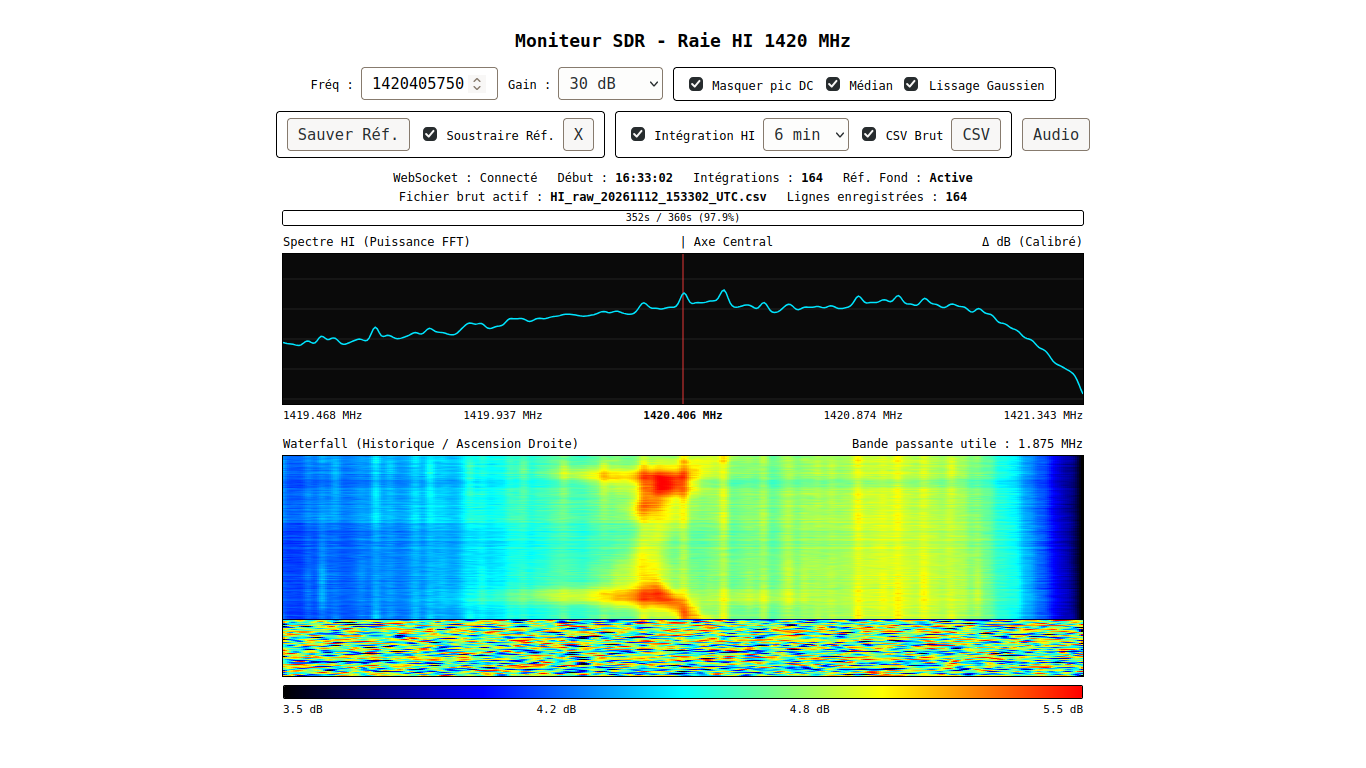 Moniteur SDR - Raie HI 1420 MHz
Fréq : 1420405750 Gain : 30 dB Masquer pic DC Médian Lissage Gaussien
Sauver Réf. Soustraire Réf. X Intégration HI 6 min CSV Brut CSV Audio
WebSocket : Connecté Début : 16:33:02 Intégrations : 164 Réf. Fond : Active
Fichier brut actif : HI_raw_20261112_153302_UTC.csv Lignes enregistrées : 164
352s / 360s (97.9%)
Spectre HI (Puissance FFT) | Axe Central Δ dB (Calibré)
1419.468 MHz 1419.937 MHz 1420.406 MHz 1420.874 MHz 1421.343 MHz
Waterfall (Historique / Ascension Droite) Bande passante utile : 1.875 MHz
3.5 dB 4.2 dB 4.8 dB 5.5 dB